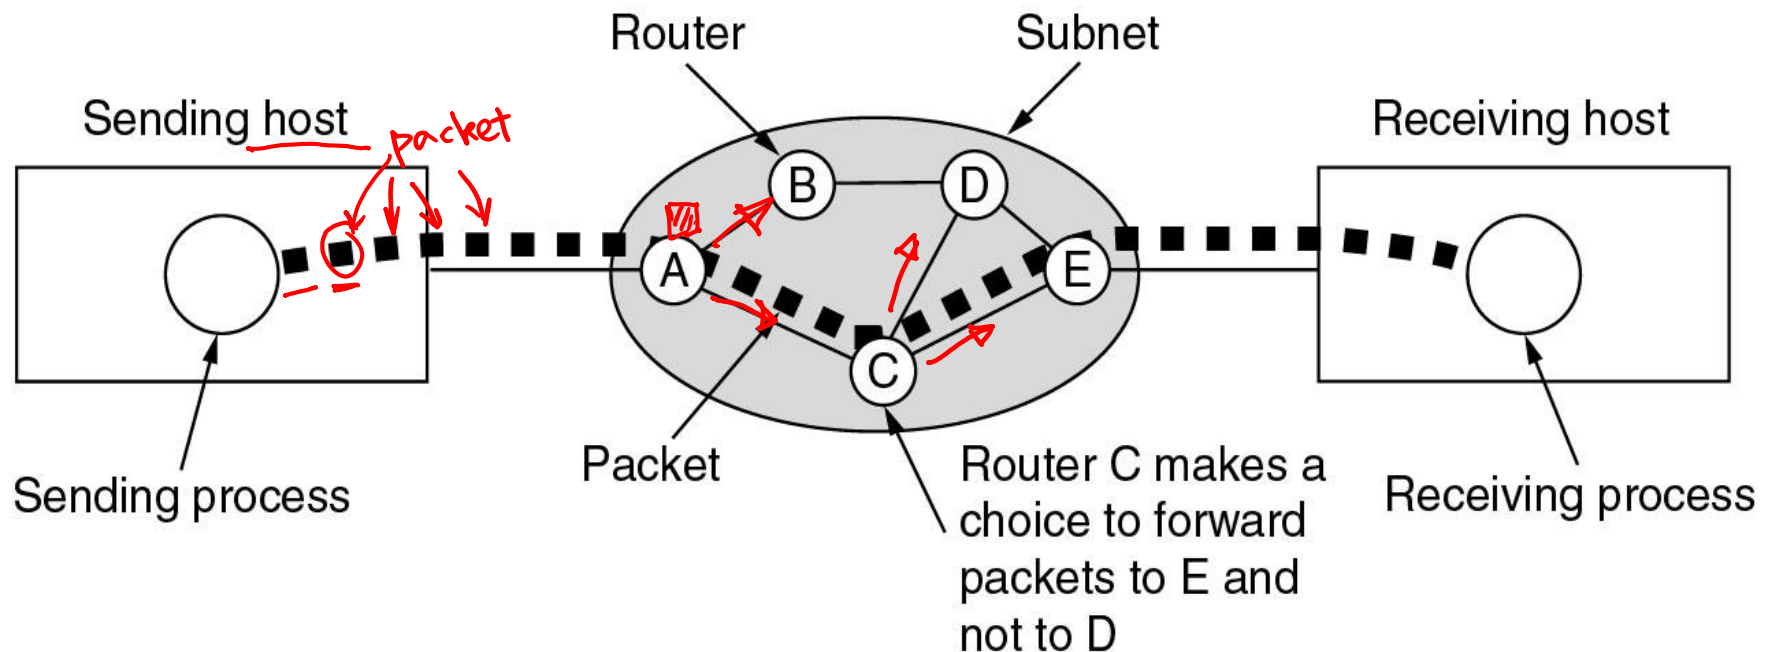 Router
Subnet
Sending host
packet
Receiving host
B
D
A
E
C
Packet
Router C makes a
choice to forward
packets to E and
not to D
Sending process
Receiving process